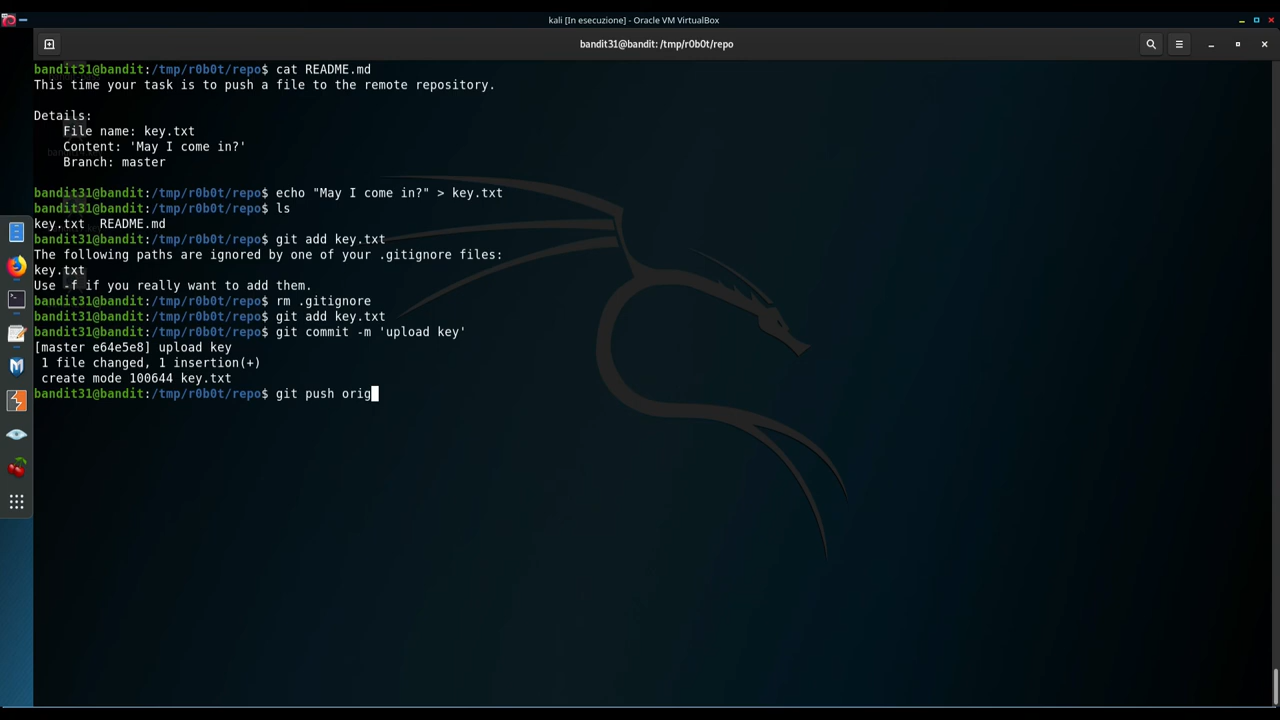 kali [In esecuzione] - Oracle VM VirtualBox
bandit31@bandit: /tmp/r0b0t/repo
bandit31@bandit:/tmp/r0b0t/repo$ cat README.md
This time your task is to push a file to the remote repository.
Details:
File name: key.txt
Content: 'May I come in?'
Branch: master
bandit31@bandit:/tmp/r0b0t/repo$ echo "May I come in?" > key.txt
bandit31@bandit:/tmp/r0b0t/repo$ ls
key.txt  README.md
bandit31@bandit:/tmp/r0b0t/repo$ git add key.txt
The following paths are ignored by one of your .gitignore files:
key.txt
Use -f if you really want to add them.
bandit31@bandit:/tmp/r0b0t/repo$ rm .gitignore
bandit31@bandit:/tmp/r0b0t/repo$ git add key.txt
bandit31@bandit:/tmp/r0b0t/repo$ git commit -m 'upload key'
[master e64e5e8] upload key
 1 file changed, 1 insertion(+)
 create mode 100644 key.txt
bandit31@bandit:/tmp/r0b0t/repo$ git push orig